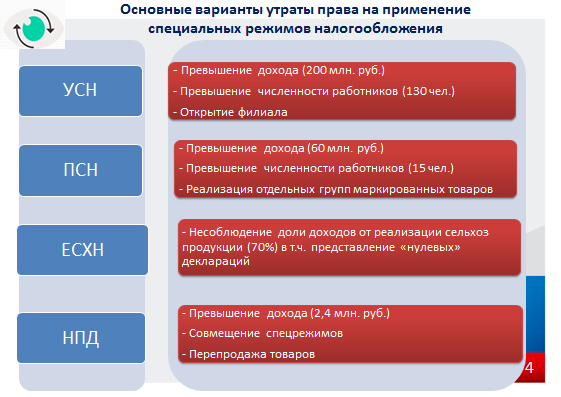 Основные варианты утраты права на применение
специальных режимов налогообложения
УСН
- Превышение дохода (200 млн. руб.)
- Превышение численности работников (130 чел.)
- Открытие филиала
ПСН
- Превышение дохода (60 млн. руб.)
- Превышение численности работников (15 чел.)
- Реализация отдельных групп маркированных товаров
ЕСХН
- Несоблюдение доли доходов от реализации сельхоз
продукции (70%) в т.ч. представление «нулевых»
деклараций
НПД
- Превышение дохода (2,4 млн. руб.)
- Совмещение спецрежимов
- Перепродажа товаров
4